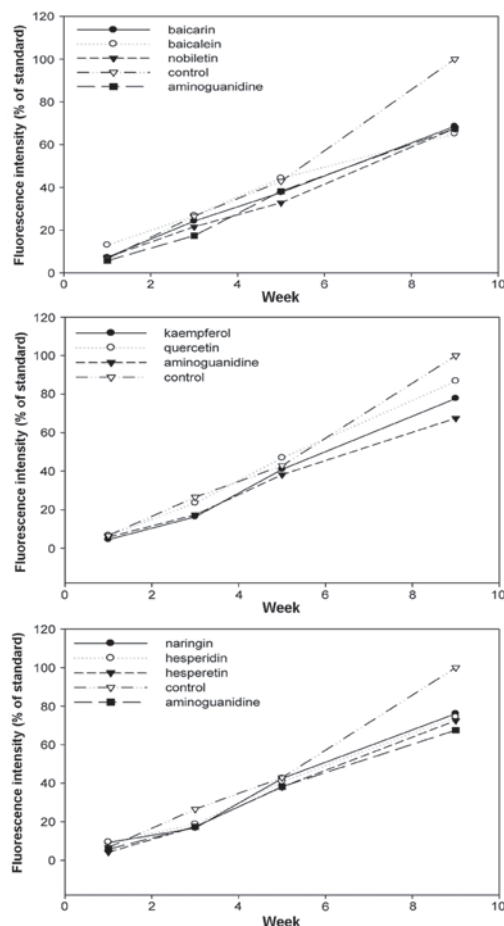 120
100
80
60
40
20
0
Fluorescence intensity (% of standard)
baicarin
baicalein
nobiletin
control
aminoguanidine
0 2 4 6 8 10
Week
120
100
80
60
40
20
0
Fluorescence intensity (% of standard)
kaempferol
quercetin
aminoguanidine
control
0 2 4 6 8 10
Week
120
100
80
60
40
20
0
Fluorescence intensity (% of standard)
naringin
hesperidin
hesperetin
control
aminoguanidine
0 2 4 6 8 10
Week